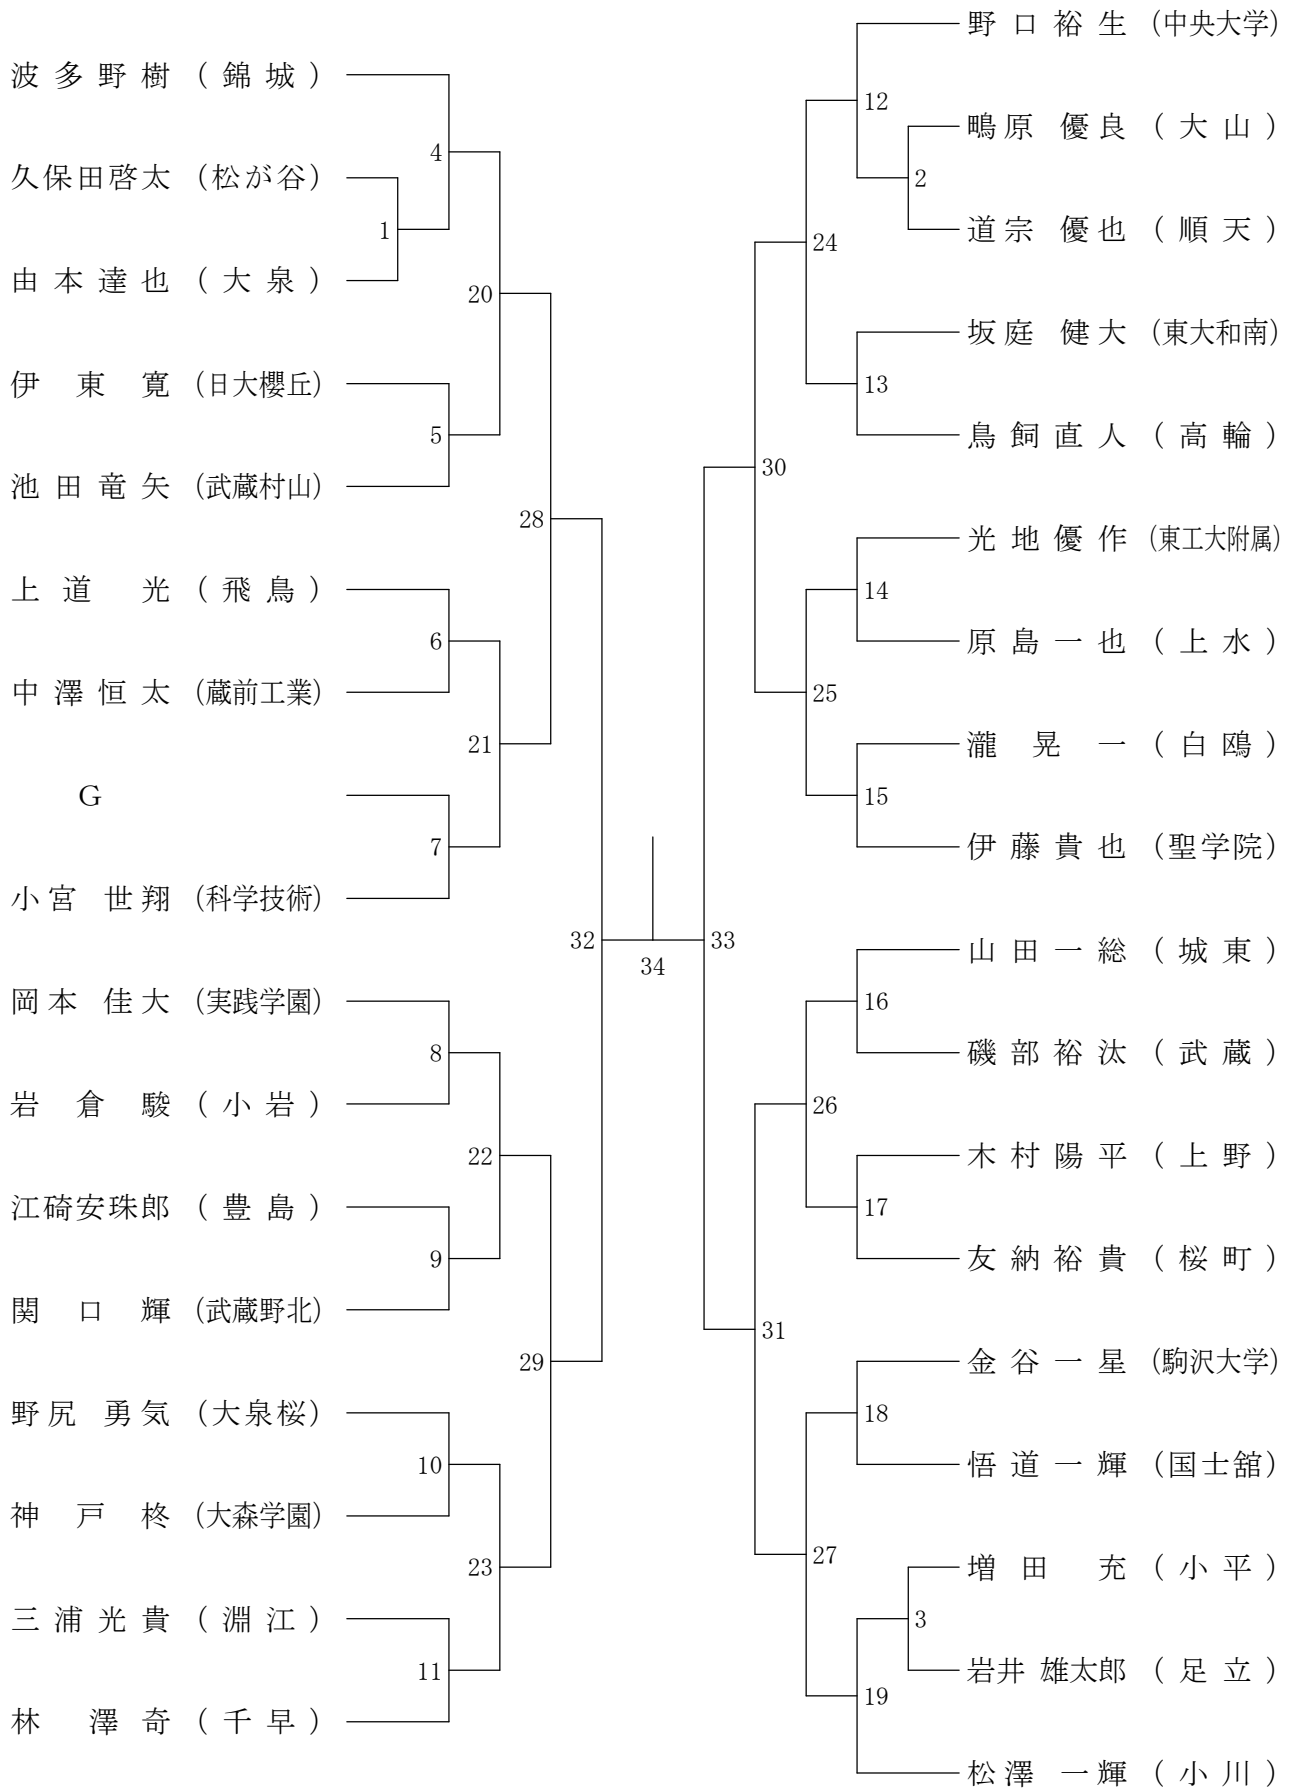 波多野樹 (錦城)
久保田啓太 (松が谷)
由本達也 (大泉)
伊東寛 (日大櫻丘)
池田竜矢 (武蔵村山)
上道光 (飛鳥)
中澤恒太 (蔵前工業)
G
小宮世翔 (科学技術)
岡本佳大 (実践学園)
岩倉駿 (小岩)
江碕安珠郎 (豊島)
関口輝 (武蔵野北)
野尻勇気 (大泉桜)
神戸柊 (大森学園)
三浦光貴 (淵江)
林澤奇 (千早)
1
4
5
6
7
8
9
10
11
20
21
22
23
28
29
32
34
33
30
31
24
25
26
27
12
2
13
14
15
16
17
18
3
19
野口裕生 (中央大学)
鴫原優良 (大山)
道宗優也 (順天)
坂庭健大 (東大和南)
鳥飼直人 (高輪)
光地優作 (東工大附属)
原島一也 (上水)
瀧晃一 (白鴎)
伊藤貴也 (聖学院)
山田一総 (城東)
磯部裕汰 (武蔵)
木村陽平 (上野)
友納裕貴 (桜町)
金谷一星 (駒沢大学)
悟道一輝 (国士舘)
増田充 (小平)
岩井雄太郎 (足立)
松澤一輝 (小川)